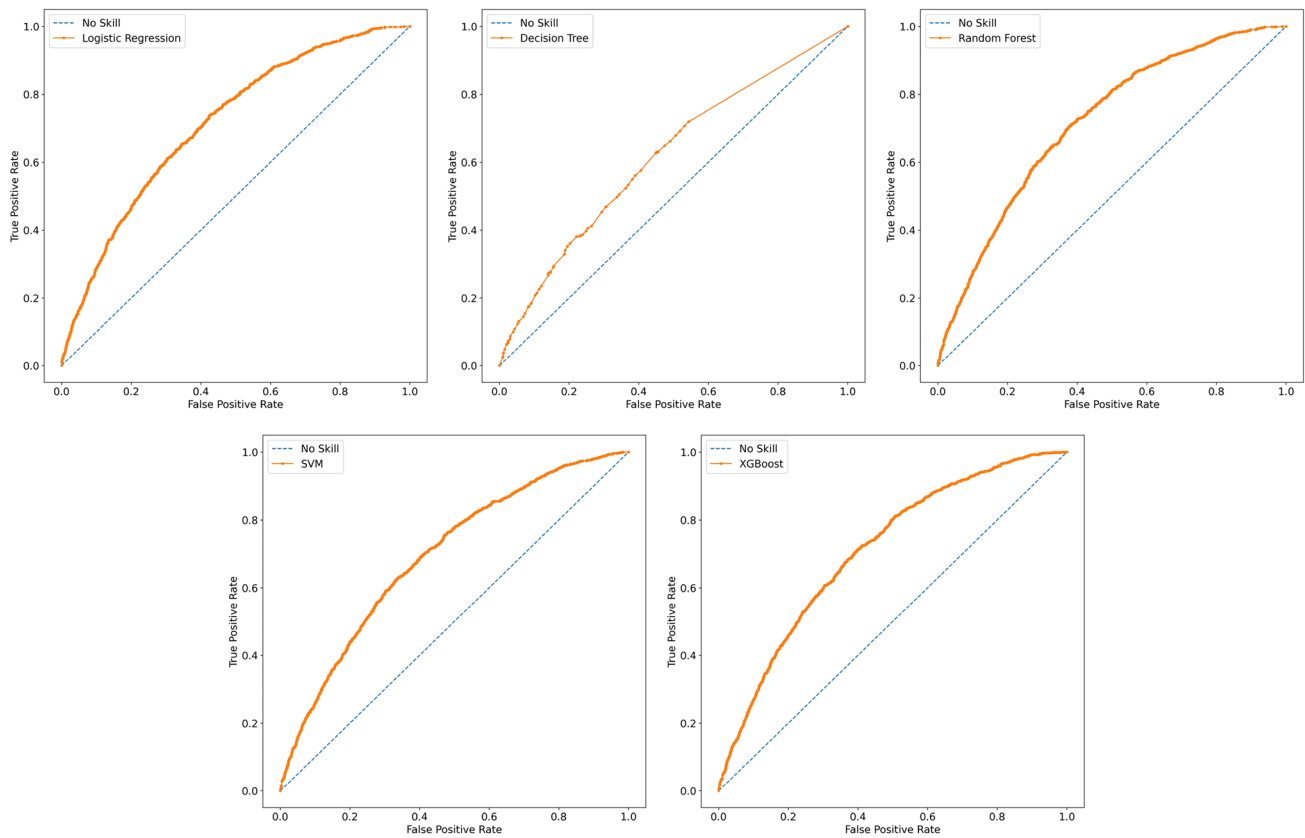 No Skill
Logistic Regression
1.0
0.8
0.6
0.4
0.2
0.0
True Positive Rate
0.0 0.2 0.4 0.6 0.8 1.0
False Positive Rate
No Skill
Decision Tree
1.0
0.8
0.6
0.4
0.2
0.0
True Positive Rate
0.0 0.2 0.4 0.6 0.8 1.0
False Positive Rate
No Skill
Random Forest
1.0
0.8
0.6
0.4
0.2
0.0
True Positive Rate
0.0 0.2 0.4 0.6 0.8 1.0
False Positive Rate
No Skill
SVM
1.0
0.8
0.6
0.4
0.2
0.0
True Positive Rate
0.0 0.2 0.4 0.6 0.8 1.0
False Positive Rate
No Skill
XGBoost
1.0
0.8
0.6
0.4
0.2
0.0
True Positive Rate
0.0 0.2 0.4 0.6 0.8 1.0
False Positive Rate